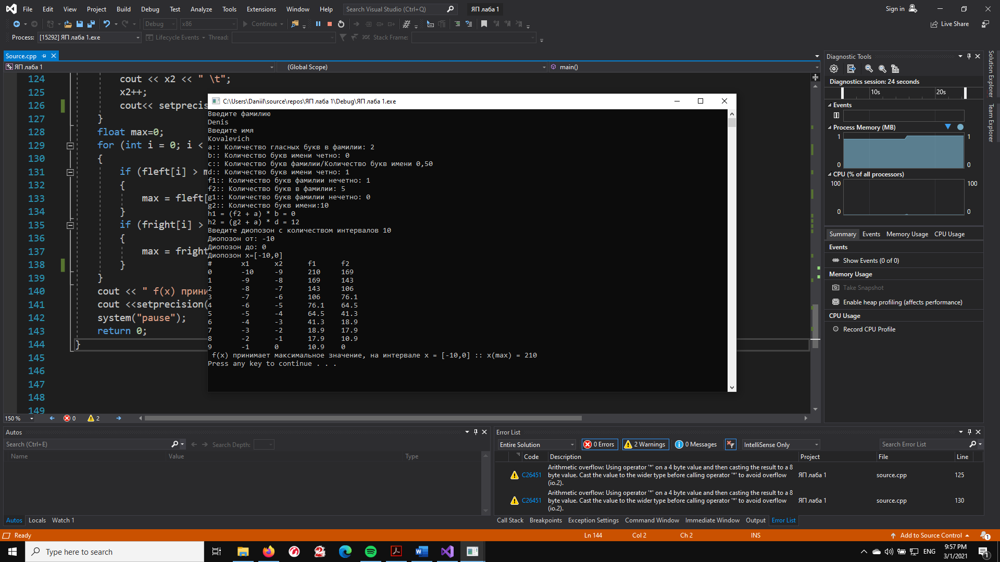 File Edit View Project Build Debug Test Analyze Tools Extensions Window Help Search Visual Studio (Ctrl+Q) ЯП лаба 1 Sign in
Debug x86 Continue Live Share
Process: [15292] ЯП лаба 1.exe Lifecycle Events Thread: Stack Frame:
Source.cpp
ЯП лаба 1 (Global Scope) main()
124 cout << x2 << " \t";
125 x2++;
126 cout<< setprecis
127 }
128 float max=0;
129 for (int i = 0; i <
130 {
131 if (fleft[i] > m
132 {
133 max = fleft[
134 }
135 if (fright[i] >
136 {
137 max = fright
138 }
139 }
140 cout << " f(x) прини
141 cout <<setprecision(
142 system("pause");
143 return 0;
144 }
145
146
147
148
149
C:\Users\Daniil\source\repos\ЯП лаба 1\Debug\ЯП лаба 1.exe
Введите фамилию
Denis
Введите имя
Kovalevich
a:: Количество гласных букв в фамилии: 2
b:: Количество букв имени четно: 0
c:: Количество букв фамилии/Количество букв имени 0,50
d:: Количество букв имени четно: 1
f1:: Количество букв фамилии нечетно: 1
f2:: Количество букв в фамилии: 5
g1:: Количество букв фамилии нечетно: 0
g2:: Количество букв имени:10
h1 = (f2 + a) * b = 0
h2 = (g2 + a) * d = 12
Введите диопозон с количеством интервалов 10
Диопозон от: -10
Диопозон до: 0
Диопозон x=[-10,0]
# x1 x2 f1 f2
0 -10 -9 210 169
1 -9 -8 169 143
2 -8 -7 143 106
3 -7 -6 106 76.1
4 -6 -5 76.1 64.5
5 -5 -4 64.5 41.3
6 -4 -3 41.3 18.9
7 -3 -2 18.9 17.9
8 -2 -1 17.9 10.9
9 -1 0 10.9 0
f(x) принимает максимальное значение, на интервале x = [-10,0] :: x(max) = 210
Press any key to continue . . .
Diagnostic Tools
Diagnostics session: 24 seconds
10s 20s
Events
Process Memory (MB)
1 1
0 0
CPU (% of all processors)
100 100
0 0
Summary Events Memory Usage CPU Usage
Events
Show Events (0 of 0)
Memory Usage
Take Snapshot
Enable heap profiling (affects performance)
CPU Usage
Record CPU Profile
Solution Explorer
Team Explorer
150 % 0 2
Autos
Search (Ctrl+E) Search Depth:
Name Value Type
Autos Locals Watch 1
Error List
Entire Solution 0 Errors 2 Warnings 0 Messages IntelliSense Only Search Error List
Code Description Project File Line
C26451 Arithmetic overflow: Using operator '*' on a 4 byte value and then casting the result to a 8
byte value. Cast the value to the wider type before calling operator '*' to avoid overflow ЯП лаба 1 source.cpp 125
(io.2).
C26451 Arithmetic overflow: Using operator '*' on a 4 byte value and then casting the result to a 8
byte value. Cast the value to the wider type before calling operator '*' to avoid overflow ЯП лаба 1 source.cpp 130
(io.2).
Call Stack Breakpoints Exception Settings Command Window Immediate Window Output Error List
Ready Ln 144 Col 2 Ch 2 INS Add to Source Control 1
Type here to search ENG 9:57 PM
3/1/2021 1